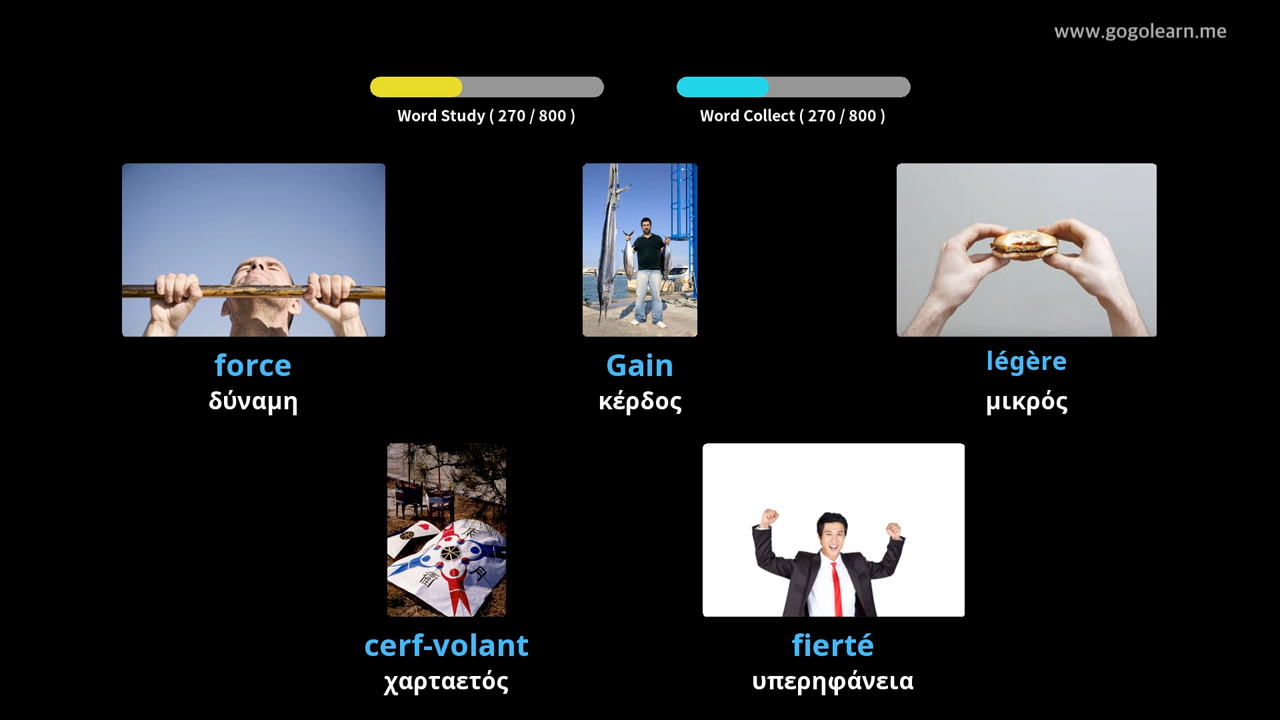 www.gogolearn.me
Word Study ( 270 / 800 )
Word Collect ( 270 / 800 )
force
δύναμη
Gain
κέρδος
légère
μικρός
cerf-volant
χαρταετός
fierté
υπερηφάνεια